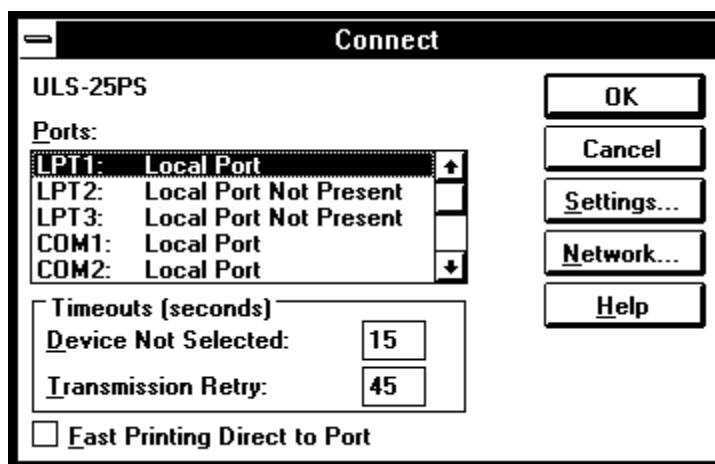 Connect
ULS-25PS
Ports:
LPT1: Local Port
LPT2: Local Port Not Present
LPT3: Local Port Not Present
COM1: Local Port
COM2: Local Port
Timeouts (seconds)
Device Not Selected: 15
Transmission Retry: 45
Fast Printing Direct to Port
OK
Cancel
Settings...
Network...
Help